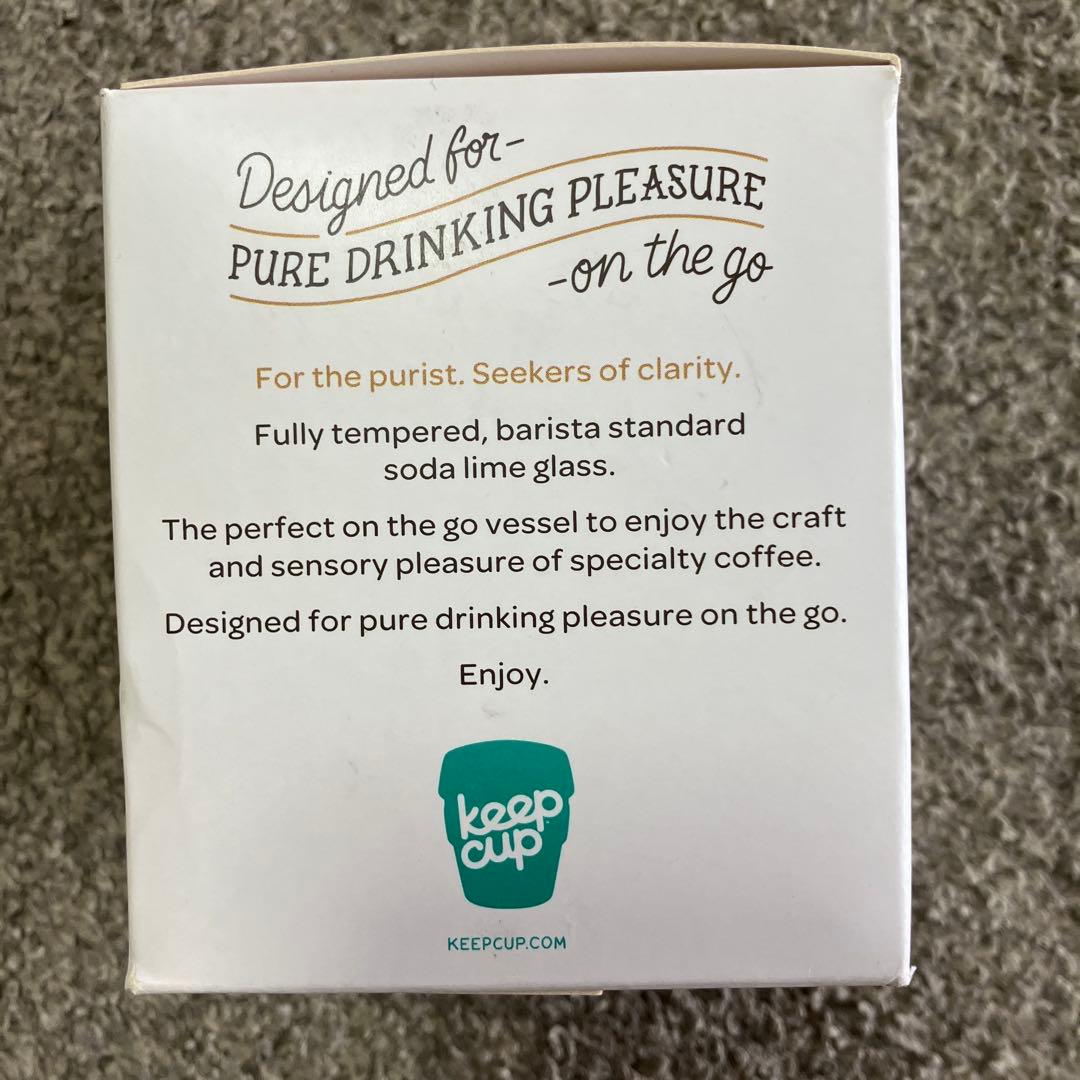 Designed for-
PURE DRINKING PLEASURE
-on the go
For the purist. Seekers of clarity.
Fully tempered, barista standard
soda lime glass.
The perfect on the go vessel to enjoy the craft
and sensory pleasure of specialty coffee.
Designed for pure drinking pleasure on the go.
Enjoy.
keep
cup
KEEPCUP.COM